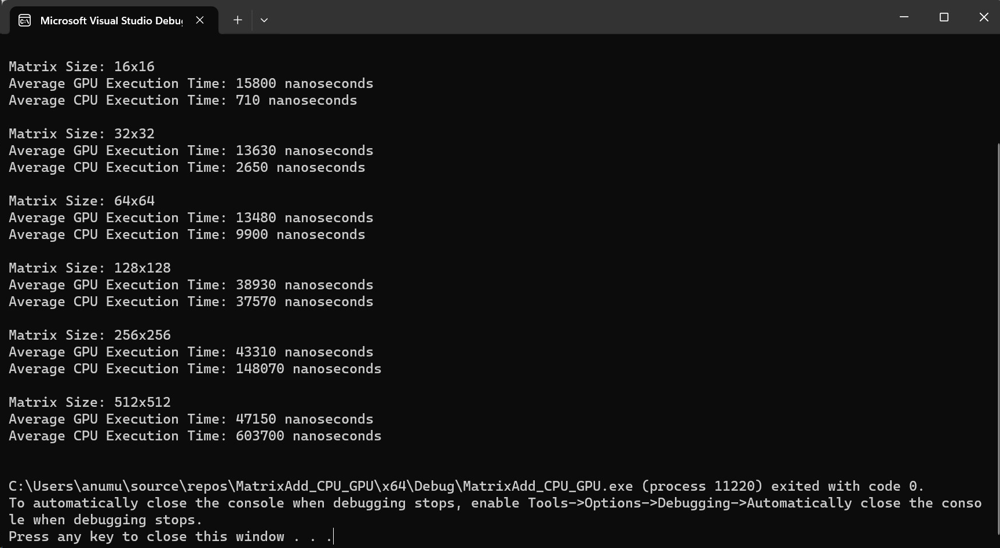 Microsoft Visual Studio Debug
Matrix Size: 16x16
Average GPU Execution Time: 15800 nanoseconds
Average CPU Execution Time: 710 nanoseconds
Matrix Size: 32x32
Average GPU Execution Time: 13630 nanoseconds
Average CPU Execution Time: 2650 nanoseconds
Matrix Size: 64x64
Average GPU Execution Time: 13480 nanoseconds
Average CPU Execution Time: 9900 nanoseconds
Matrix Size: 128x128
Average GPU Execution Time: 38930 nanoseconds
Average CPU Execution Time: 37570 nanoseconds
Matrix Size: 256x256
Average GPU Execution Time: 43310 nanoseconds
Average CPU Execution Time: 148070 nanoseconds
Matrix Size: 512x512
Average GPU Execution Time: 47150 nanoseconds
Average CPU Execution Time: 603700 nanoseconds
C:\Users\anumu\source\repos\MatrixAdd_CPU_GPU\x64\Debug\MatrixAdd_CPU_GPU.exe (process 11220) exited with code 0.
To automatically close the console when debugging stops, enable Tools->Options->Debugging->Automatically close the conso
le when debugging stops.
Press any key to close this window . . .